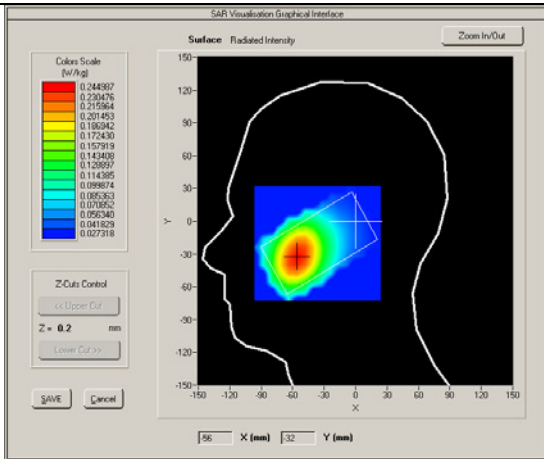 SAR Visualisation Graphical Interface
Surface Radiated Intensity
Zoom In/Out
Colors Scale
(W/kg)
0.244987
0.230476
0.215964
0.201453
0.186942
0.172430
0.157919
0.143408
0.128897
0.114385
0.099874
0.085363
0.070852
0.056340
0.041829
0.027318
150
120
90
60
30
0
-30
-60
-90
-120
-150
Y
-150 -120 -90 -60 -30 0 30 60 90 120 150
X
Z-Cuts Control
<< Upper Cut
Z = 0.2 mm
Lower Cut >>
SAVE Cancel
-56 X (mm) -32 Y (mm)